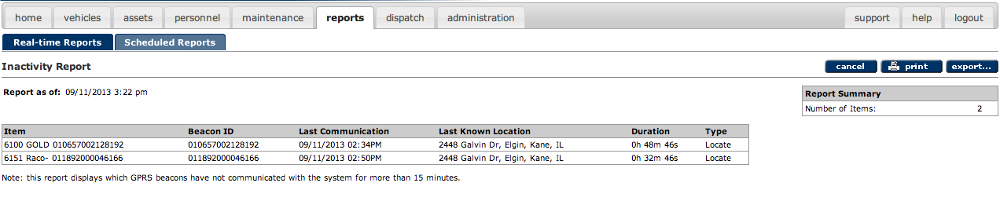 home vehicles assets personnel maintenance reports dispatch administration support help logout
Real-time Reports Scheduled Reports
Inactivity Report cancel print export...
Report as of: 09/11/2013 3:22 pm
Report Summary
Number of Items: 2
Item Beacon ID Last Communication Last Known Location Duration Type
6100 GOLD 010657002128192 010657002128192 09/11/2013 02:34PM 2448 Galvin Dr, Elgin, Kane, IL 0h 48m 46s Locate
6151 Raco- 011892000046166 011892000046166 09/11/2013 02:50PM 2448 Galvin Dr, Elgin, Kane, IL 0h 32m 46s Locate
Note: this report displays which GPRS beacons have not communicated with the system for more than 15 minutes.